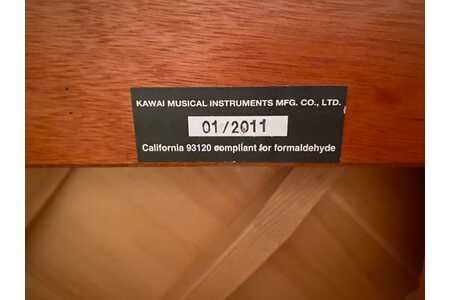 KAWAI MUSICAL INSTRUMENTS MFG. CO., LTD.
01/2011
California 93120 compliant for formaldehyde